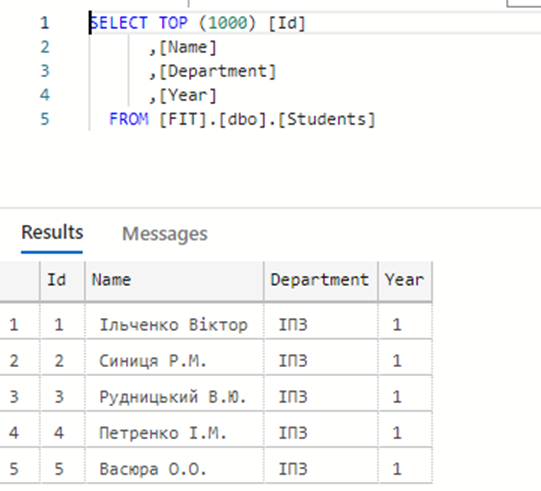 1 SELECT TOP (1000) [Id]
2 ,[Name]
3 ,[Department]
4 ,[Year]
5 FROM [FIT].[dbo].[Students]
Results Messages
Id Name Department Year
1 1 Ільченко Віктор ІПЗ 1
2 2 Синиця Р.М. ІПЗ 1
3 3 Рудницький В.Ю. ІПЗ 1
4 4 Петренко І.М. ІПЗ 1
5 5 Васюра О.О. ІПЗ 1